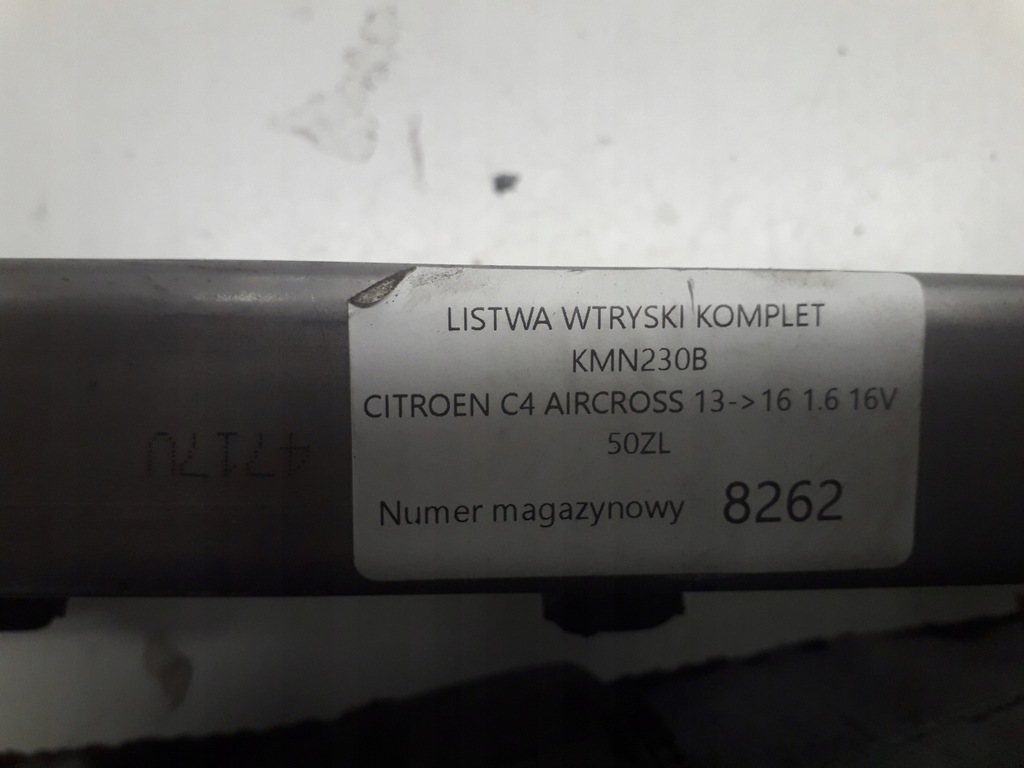 LISTWA WTRYSKI KOMPLET
KMN230B
CITROEN C4 AIRCROSS 13->16 1.6 16V
50ZL
Numer magazynowy 8262